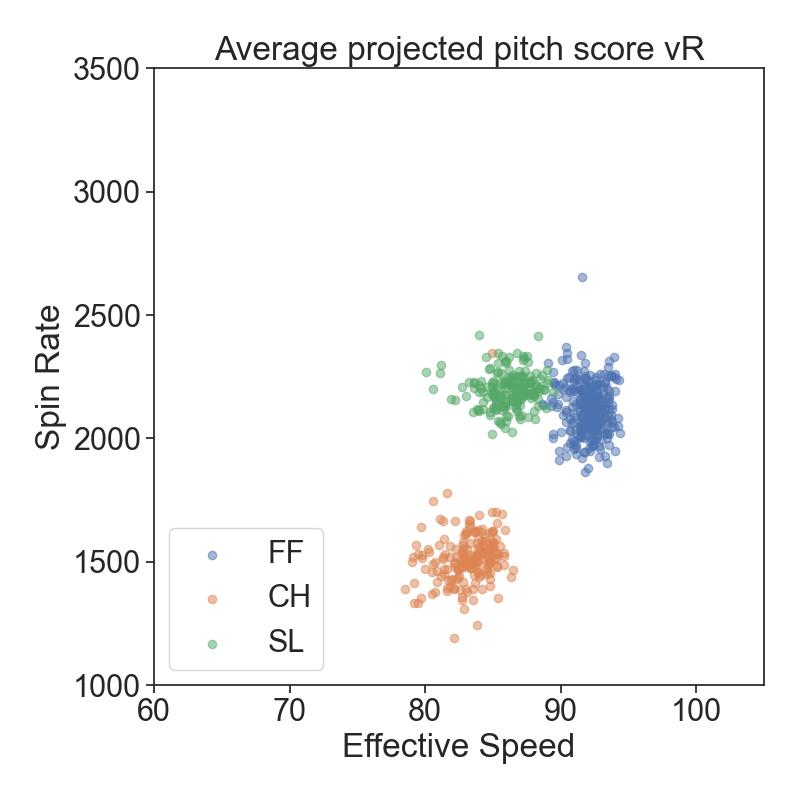 Average projected pitch score vR
3500
3000
2500
2000
1500
1000
Spin Rate
FF
CH
SL
60 70 80 90 100
Effective Speed